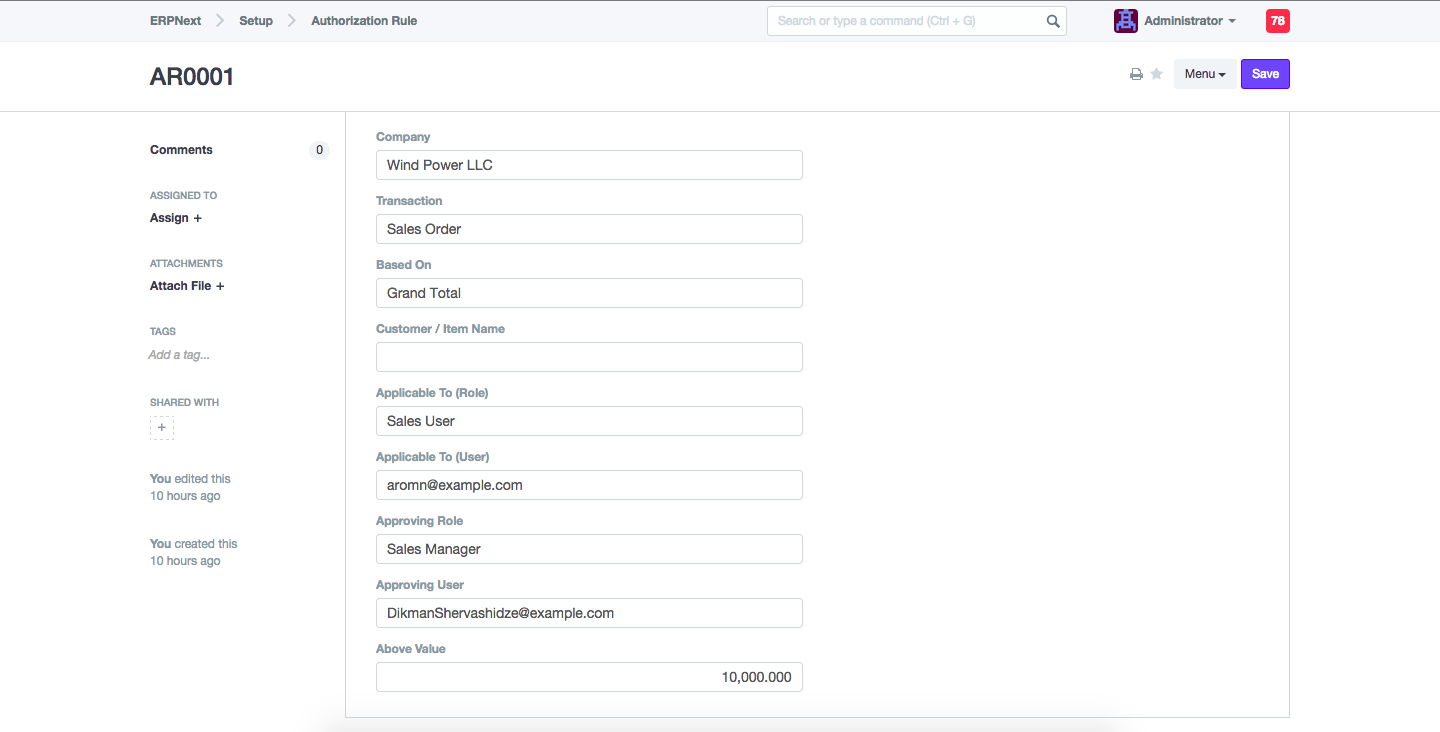 ERPNext Setup Authorization Rule Search or type a command (Ctrl + G) Administrator 78
AR0001 Menu Save
Comments 0
ASSIGNED TO
Assign +
ATTACHMENTS
Attach File +
TAGS
Add a tag...
SHARED WITH
+
You edited this
10 hours ago
You created this
10 hours ago
Company
Wind Power LLC
Transaction
Sales Order
Based On
Grand Total
Customer / Item Name
Applicable To (Role)
Sales User
Applicable To (User)
aromn@example.com
Approving Role
Sales Manager
Approving User
DikmanShervashidze@example.com
Above Value
10,000.000